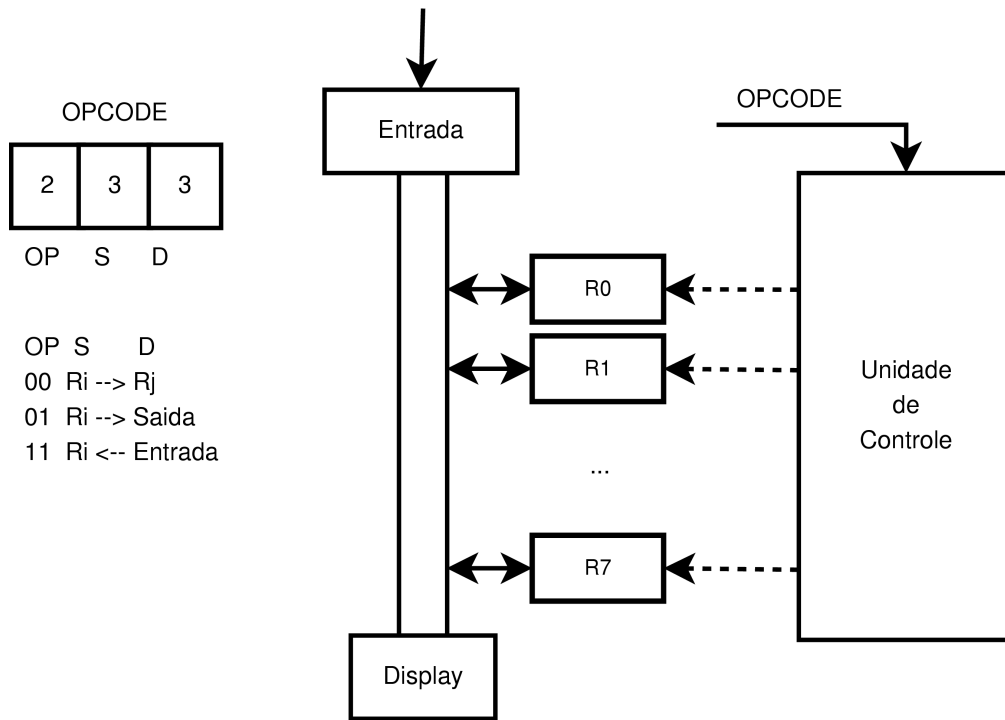 OPCODE
2 3 3
OP S D
OP S D
00 Ri --> Rj
01 Ri --> Saida
11 Ri <-- Entrada
Entrada
R0
R1
...
R7
Display
OPCODE
Unidade
de
Controle